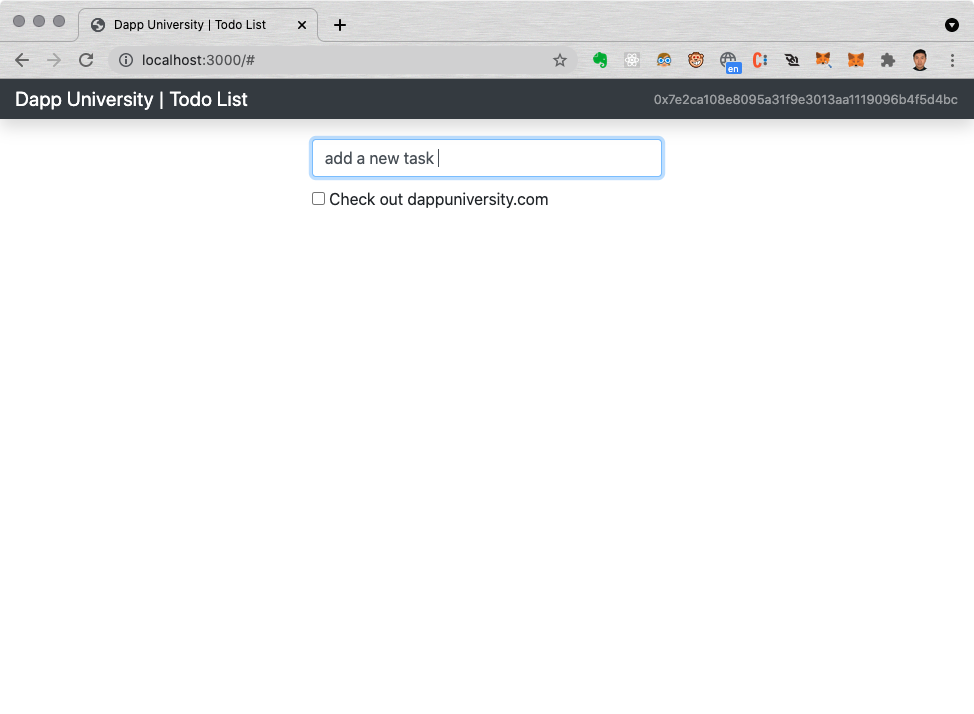 Dapp University | Todo List
localhost:3000/#
en
Dapp University | Todo List
0x7e2ca108e8095a31f9e3013aa1119096b4f5d4bc
add a new task
Check out dappuniversity.com